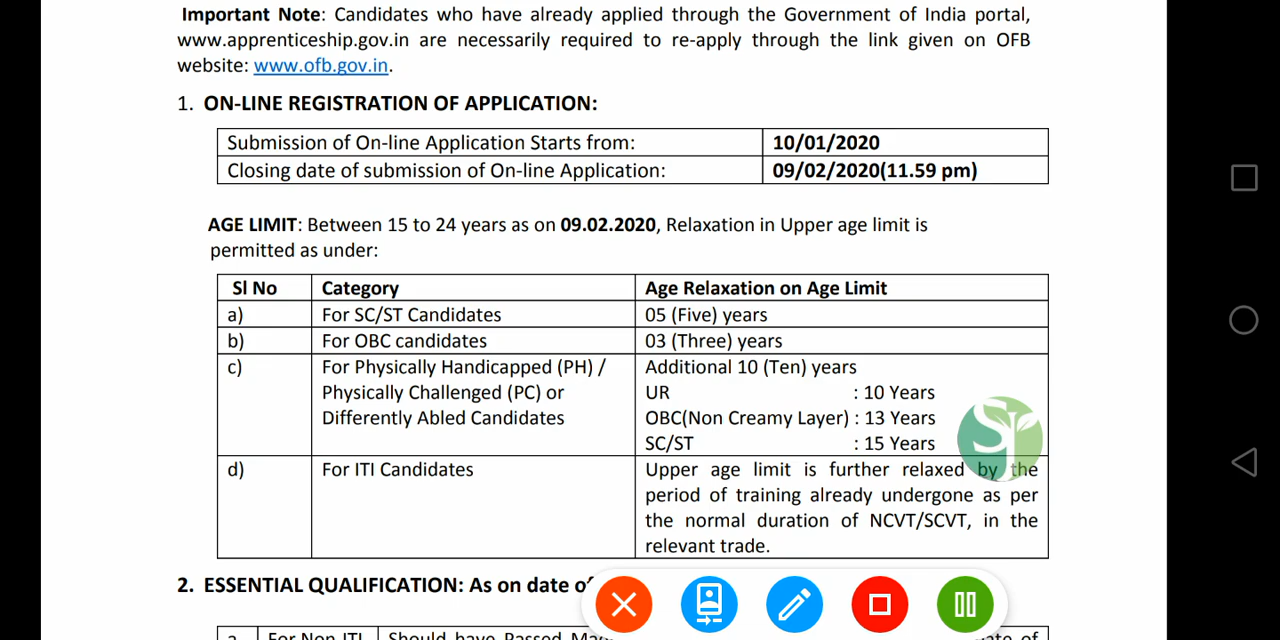 Important Note: Candidates who have already applied through the Government of India portal,
www.apprenticeship.gov.in are necessarily required to re-apply through the link given on OFB
website: www.ofb.gov.in.
1. ON-LINE REGISTRATION OF APPLICATION:
Submission of On-line Application Starts from: 10/01/2020
Closing date of submission of On-line Application: 09/02/2020(11.59 pm)
AGE LIMIT: Between 15 to 24 years as on 09.02.2020, Relaxation in Upper age limit is
permitted as under:
Sl No Category Age Relaxation on Age Limit
a) For SC/ST Candidates 05 (Five) years
b) For OBC candidates 03 (Three) years
c) For Physically Handicapped (PH) / Additional 10 (Ten) years
Physically Challenged (PC) or UR : 10 Years
Differently Abled Candidates OBC(Non Creamy Layer) : 13 Years
SC/ST : 15 Years
d) For ITI Candidates Upper age limit is further relaxed by the
period of training already undergone as per
the normal duration of NCVT/SCVT, in the
relevant trade.
2. ESSENTIAL QUALIFICATION: As on date of
a For Non-ITI Should have Passed